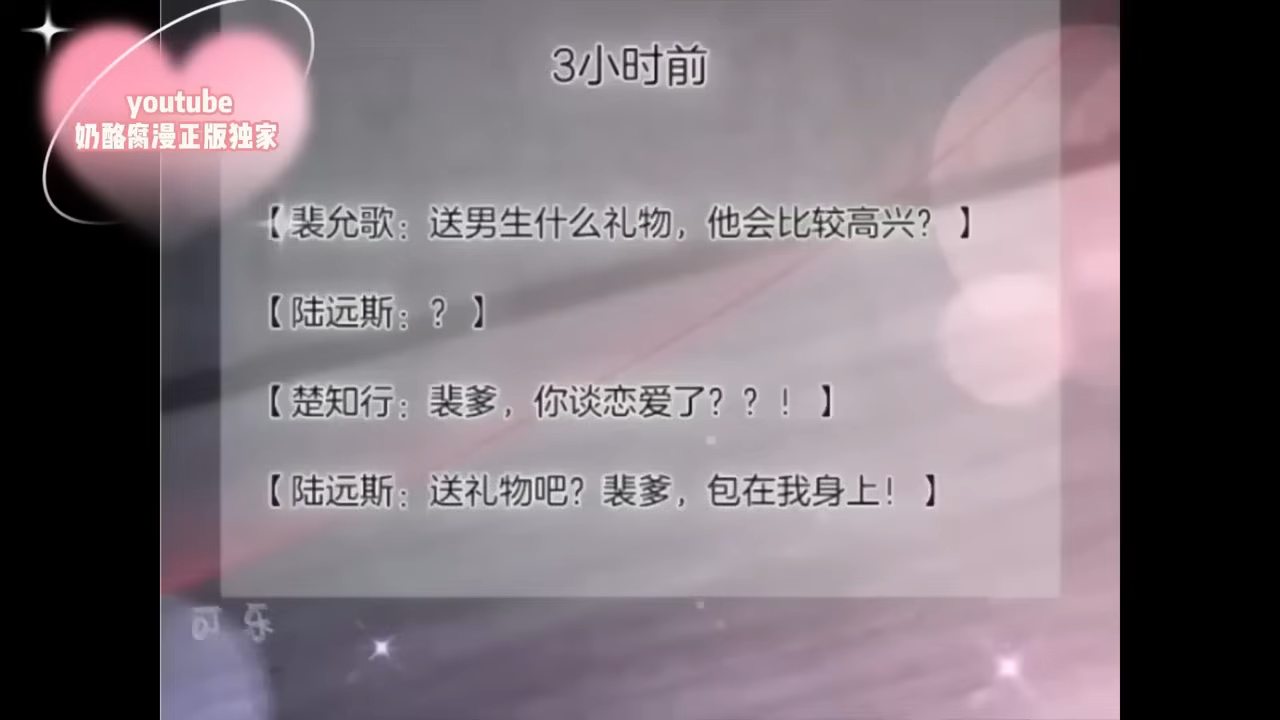 youtube
奶酪腐漫正版独家
3小时前
【裴允歌：送男生什么礼物，他会比较高兴？】
【陆远斯：？】
【楚知行：裴爹，你谈恋爱了？？！】
【陆远斯：送礼物吧？裴爹，包在我身上！】
可乐